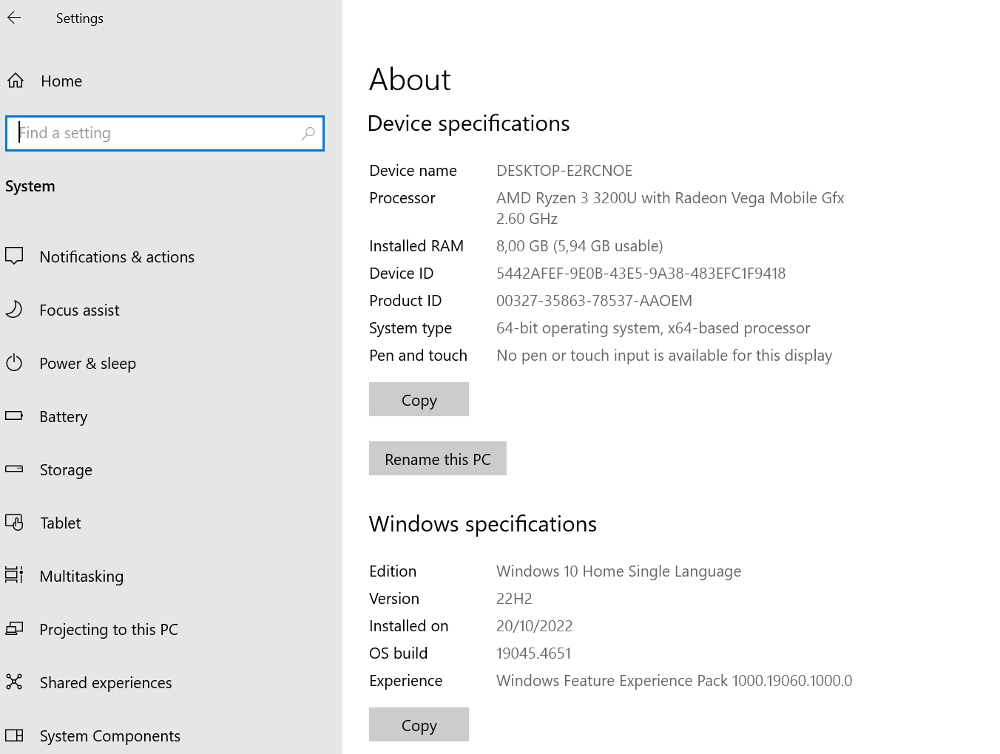 Settings
Home
Find a setting
System
Notifications & actions
Focus assist
Power & sleep
Battery
Storage
Tablet
Multitasking
Projecting to this PC
Shared experiences
System Components
About
Device specifications
Device name DESKTOP-E2RCNOE
Processor AMD Ryzen 3 3200U with Radeon Vega Mobile Gfx
2.60 GHz
Installed RAM 8,00 GB (5,94 GB usable)
Device ID 5442AFEF-9E0B-43E5-9A38-483EFC1F9418
Product ID 00327-35863-78537-AAOEM
System type 64-bit operating system, x64-based processor
Pen and touch No pen or touch input is available for this display
Copy
Rename this PC
Windows specifications
Edition Windows 10 Home Single Language
Version 22H2
Installed on 20/10/2022
OS build 19045.4651
Experience Windows Feature Experience Pack 1000.19060.1000.0
Copy